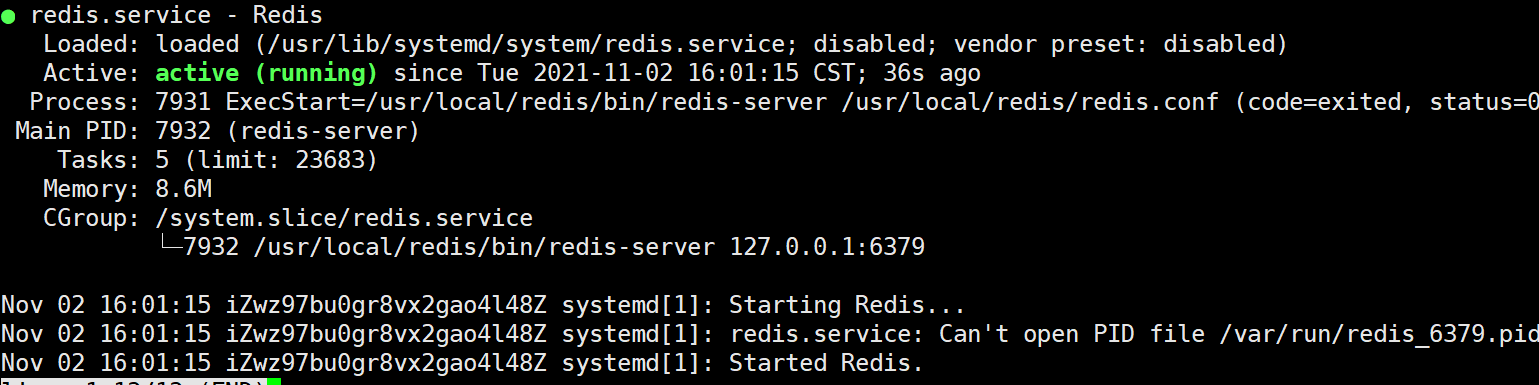 ● redis.service - Redis
Loaded: loaded (/usr/lib/systemd/system/redis.service; disabled; vendor preset: disabled)
Active: active (running) since Tue 2021-11-02 16:01:15 CST; 36s ago
Process: 7931 ExecStart=/usr/local/redis/bin/redis-server /usr/local/redis/redis.conf (code=exited, status=0
Main PID: 7932 (redis-server)
Tasks: 5 (limit: 23683)
Memory: 8.6M
CGroup: /system.slice/redis.service
└─7932 /usr/local/redis/bin/redis-server 127.0.0.1:6379
Nov 02 16:01:15 iZwz97bu0gr8vx2gao4l48Z systemd[1]: Starting Redis...
Nov 02 16:01:15 iZwz97bu0gr8vx2gao4l48Z systemd[1]: redis.service: Can't open PID file /var/run/redis_6379.pid
Nov 02 16:01:15 iZwz97bu0gr8vx2gao4l48Z systemd[1]: Started Redis.